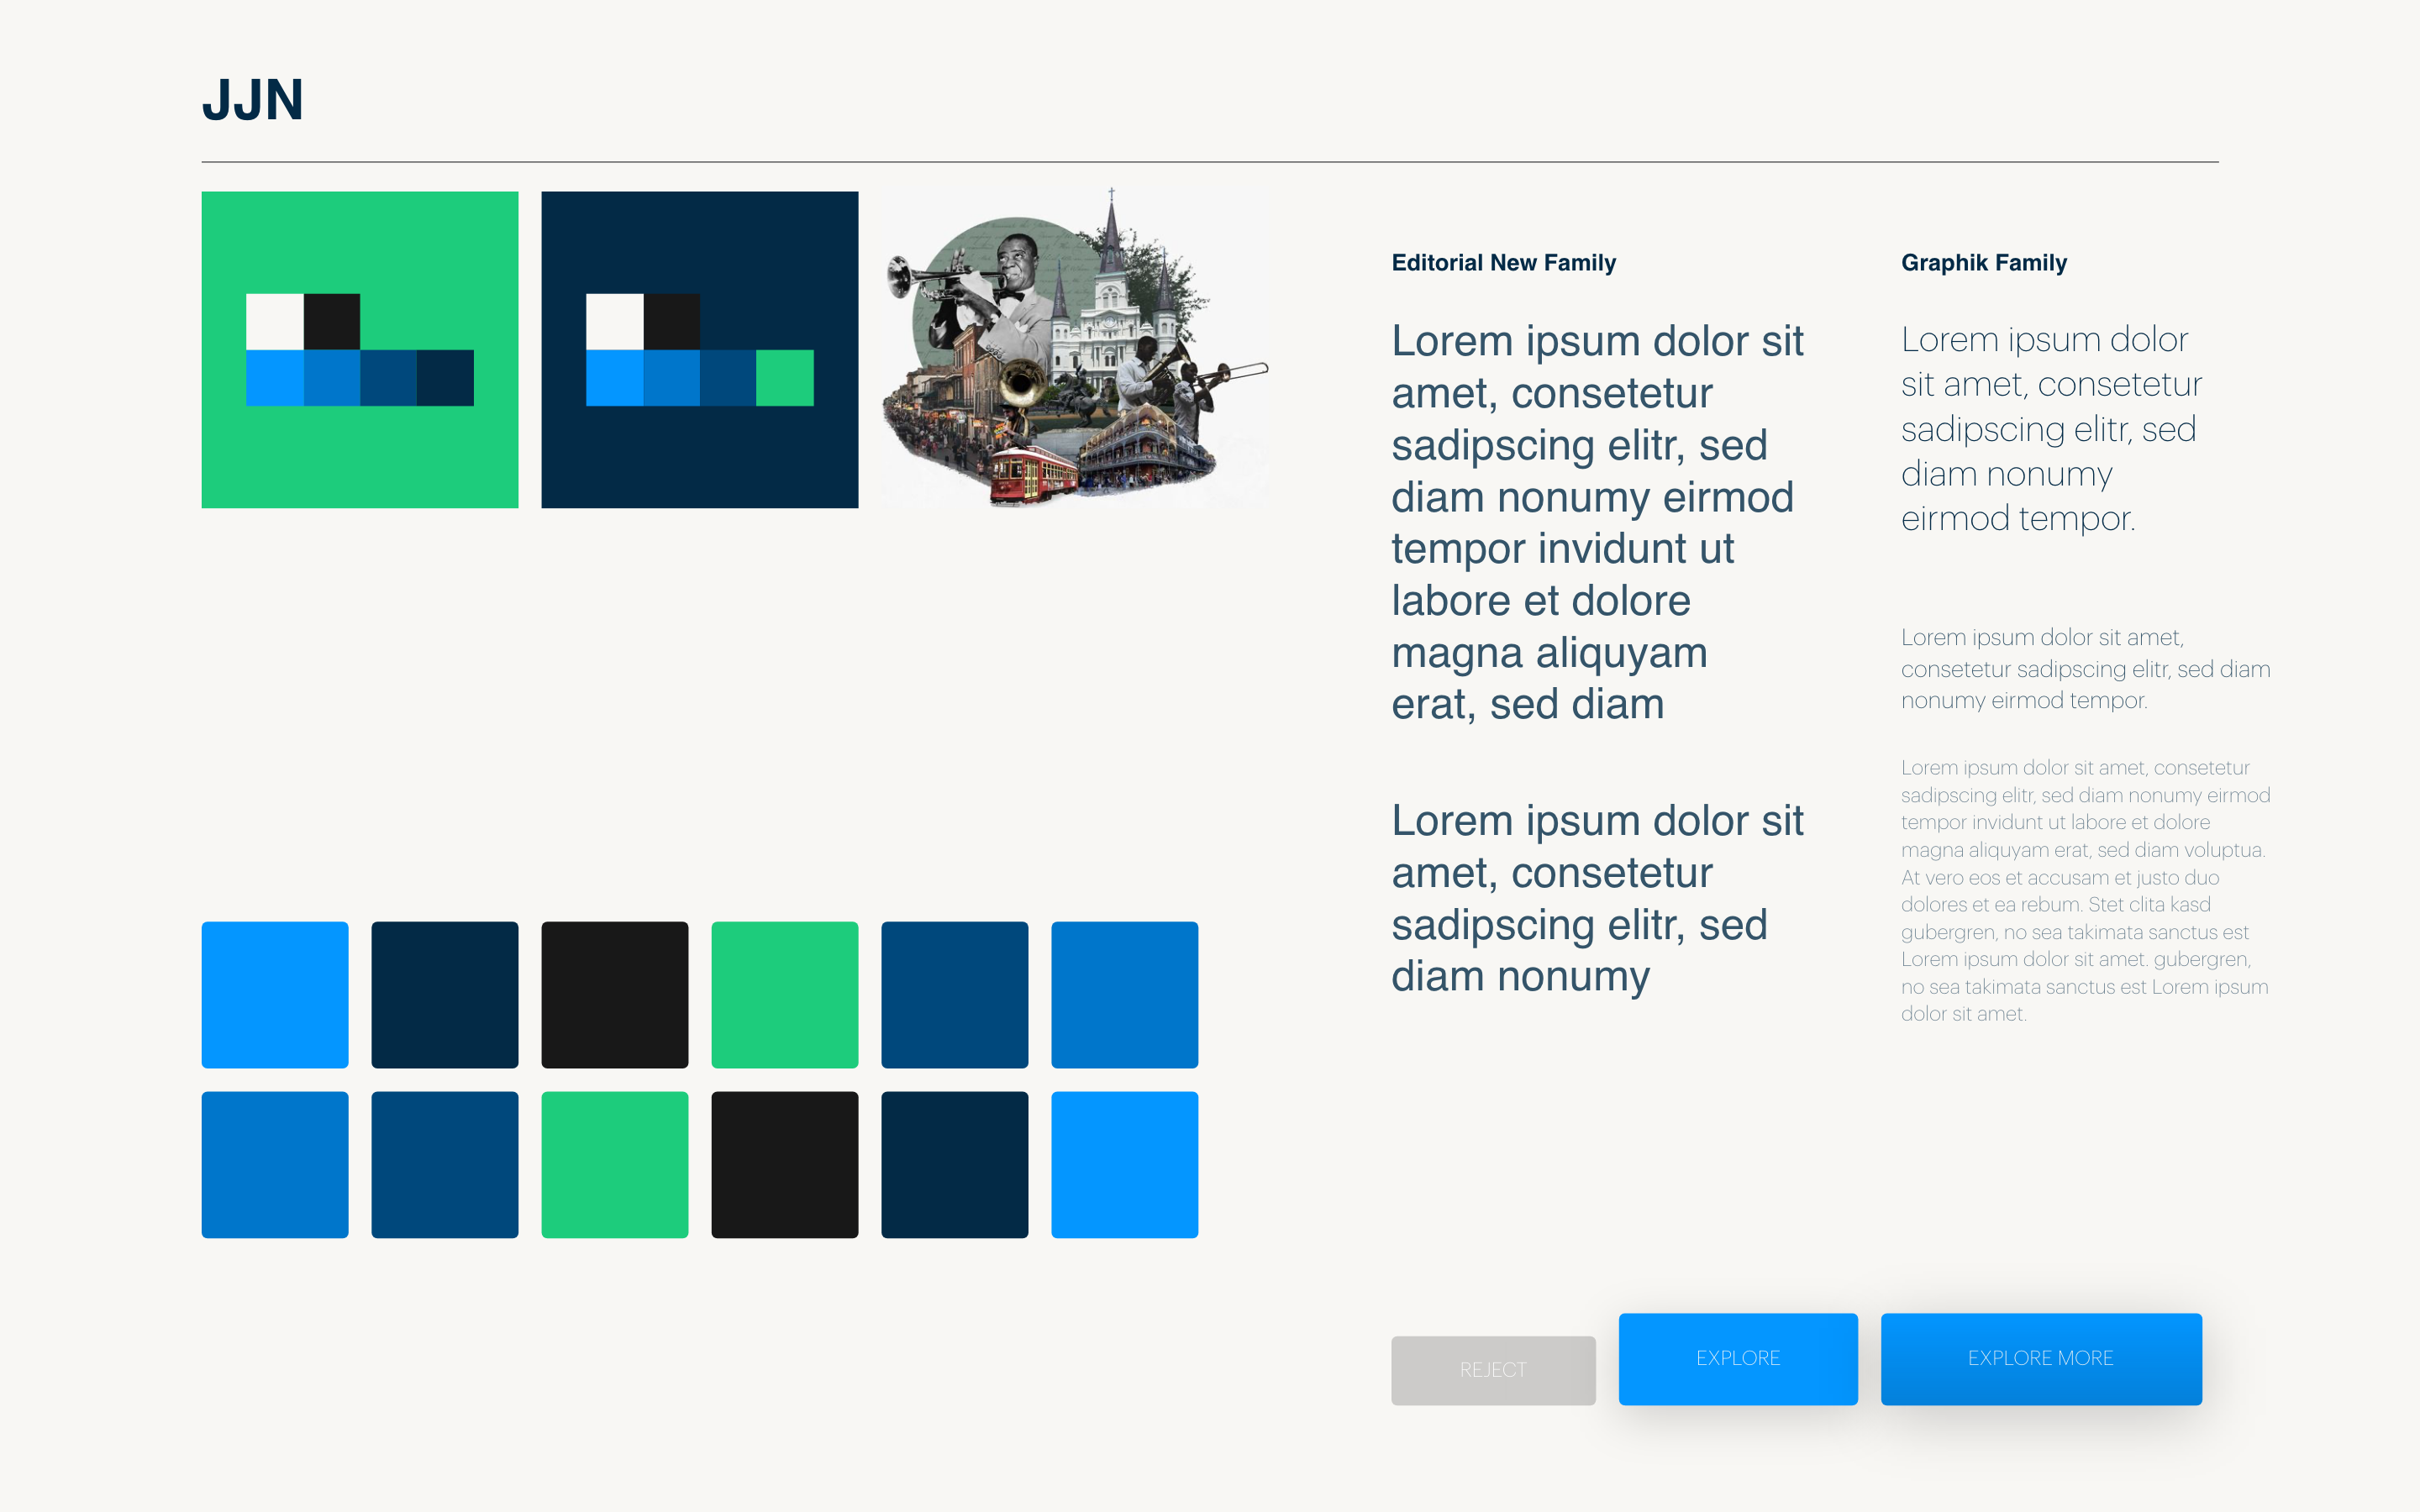 JJN
Editorial New Family
Lorem ipsum dolor sit
amet, consetetur
sadipscing elitr, sed
diam nonumy eirmod
tempor invidunt ut
labore et dolore
magna aliquyam
erat, sed diam
Lorem ipsum dolor sit
amet, consetetur
sadipscing elitr, sed
diam nonumy
Graphik Family
Lorem ipsum dolor
sit amet, consetetur
sadipscing elitr, sed
diam nonumy
eirmod tempor.
Lorem ipsum dolor sit amet,
consetetur sadipscing elitr, sed diam
nonumy eirmod tempor.
Lorem ipsum dolor sit amet, consetetur
sadipscing elitr, sed diam nonumy eirmod
tempor invidunt ut labore et dolore
magna aliquyam erat, sed diam voluptua.
At vero eos et accusam et justo duo
dolores et ea rebum. Stet clita kasd
gubergren, no sea takimata sanctus est
Lorem ipsum dolor sit amet. gubergren,
no sea takimata sanctus est Lorem ipsum
dolor sit amet.
REJECT
EXPLORE
EXPLORE MORE